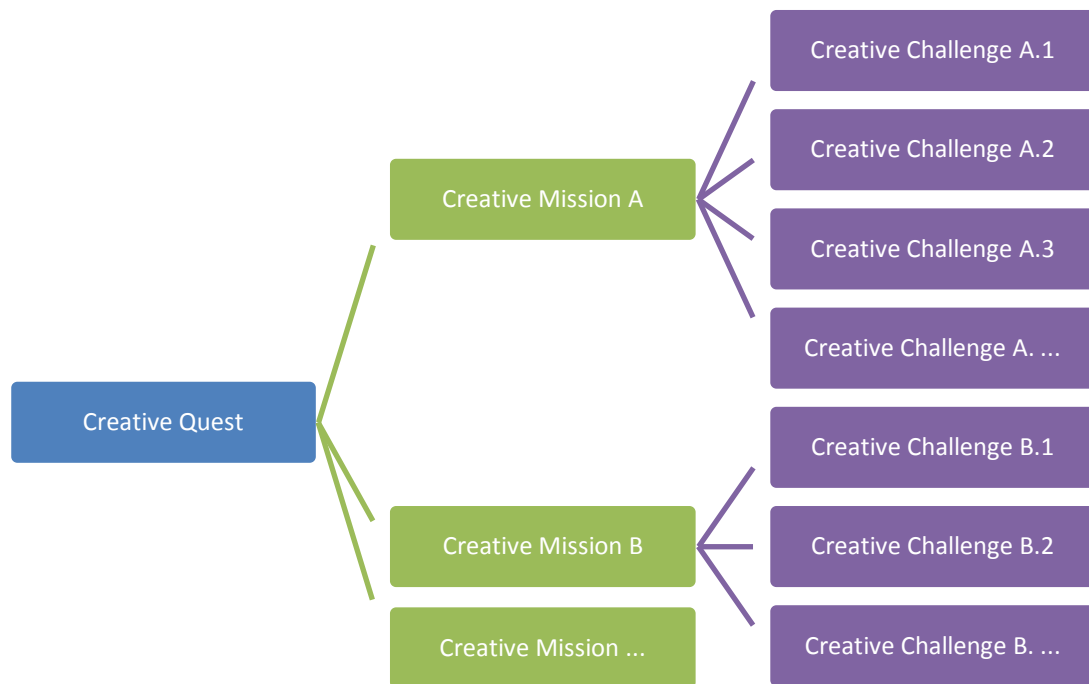 Creative Challenge A.1
Creative Challenge A.2
Creative Mission A
Creative Challenge A.3
Creative Challenge A. ...
Creative Quest
Creative Challenge B.1
Creative Mission B
Creative Challenge B.2
Creative Mission ...
Creative Challenge B. ...